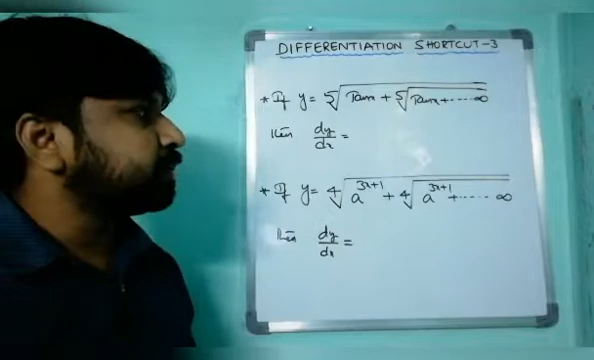 DIFFERENTIATION SHORTCUT-3
* If y = ⁵√(Tanx + ⁵√(Tanx + ..... ∞
then dy/dx =
* If y = ⁴√(a^(3x+1) + ⁴√(a^(3x+1) + ..... ∞
then dy/dx =